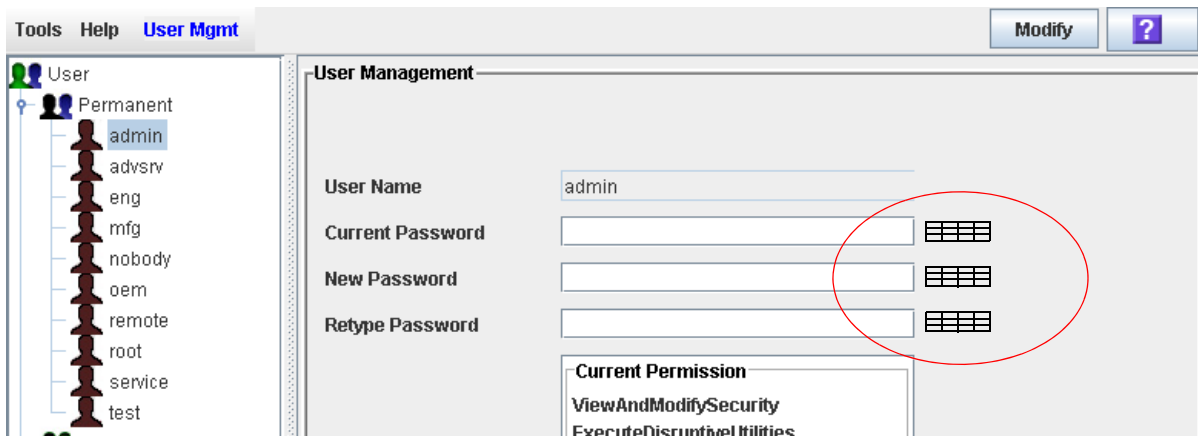 Tools Help User Mgmt
Modify
?
User
Permanent
admin
advsrv
eng
mfg
nobody
oem
remote
root
service
test
User Management
User Name
admin
Current Password
New Password
Retype Password
Current Permission
ViewAndModifySecurity
ExecuteDisruptiveUtilities